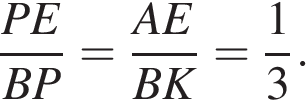 PE/BP = AE/BK = 1/3.